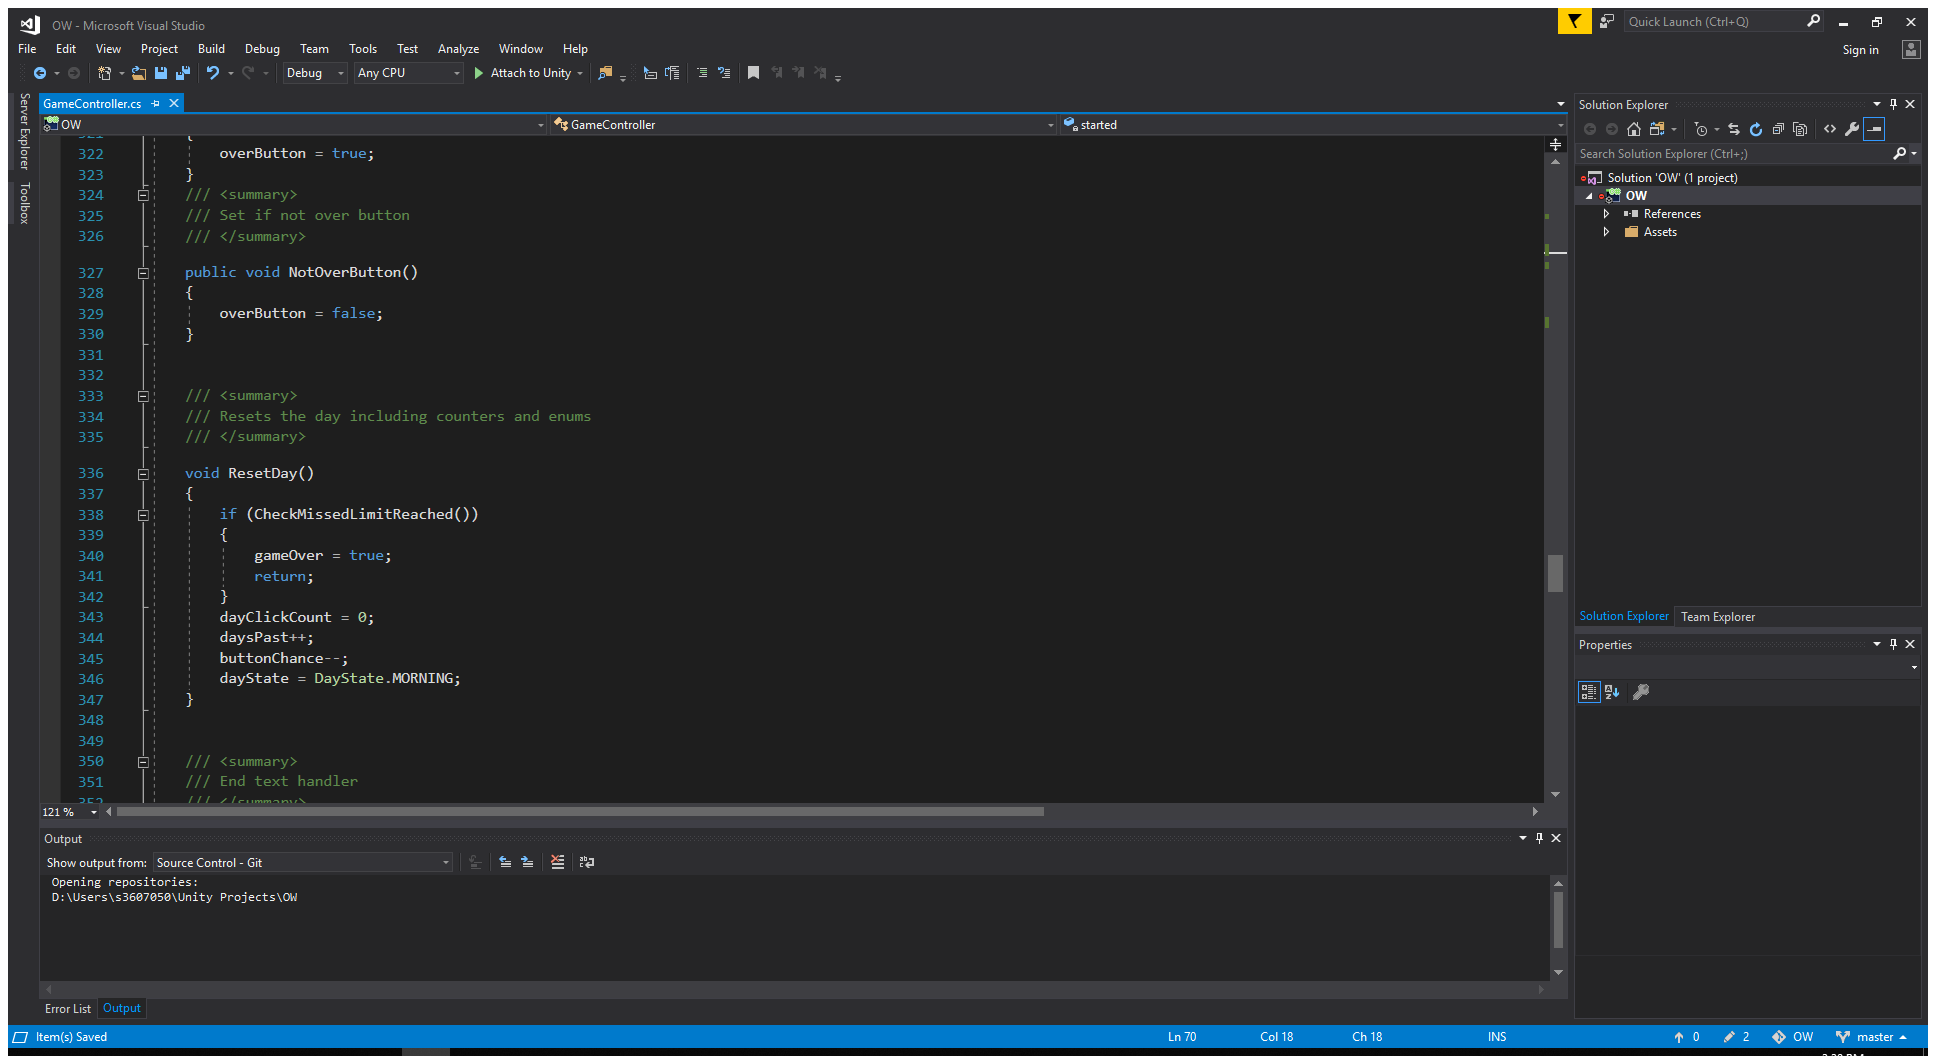 OW - Microsoft Visual Studio
Quick Launch (Ctrl+Q)
File Edit View Project Build Debug Team Tools Test Analyze Window Help
Sign in
Debug Any CPU Attach to Unity
Server Explorer
Toolbox
GameController.cs
OW GameController started
322 overButton = true;
323 }
324 /// <summary>
325 /// Set if not over button
326 /// </summary>
327 public void NotOverButton()
328 {
329 overButton = false;
330 }
331
332
333 /// <summary>
334 /// Resets the day including counters and enums
335 /// </summary>
336 void ResetDay()
337 {
338 if (CheckMissedLimitReached())
339 {
340 gameOver = true;
341 return;
342 }
343 dayClickCount = 0;
344 daysPast++;
345 buttonChance--;
346 dayState = DayState.MORNING;
347 }
348
349
350 /// <summary>
351 /// End text handler
352 /// </summary>
121 %
Output
Show output from: Source Control - Git
Opening repositories:
D:\Users\s3607050\Unity Projects\OW
Error List Output
Solution Explorer
Search Solution Explorer (Ctrl+;)
Solution 'OW' (1 project)
OW
References
Assets
Solution Explorer Team Explorer
Properties
Item(s) Saved Ln 70 Col 18 Ch 18 INS 0 2 OW master